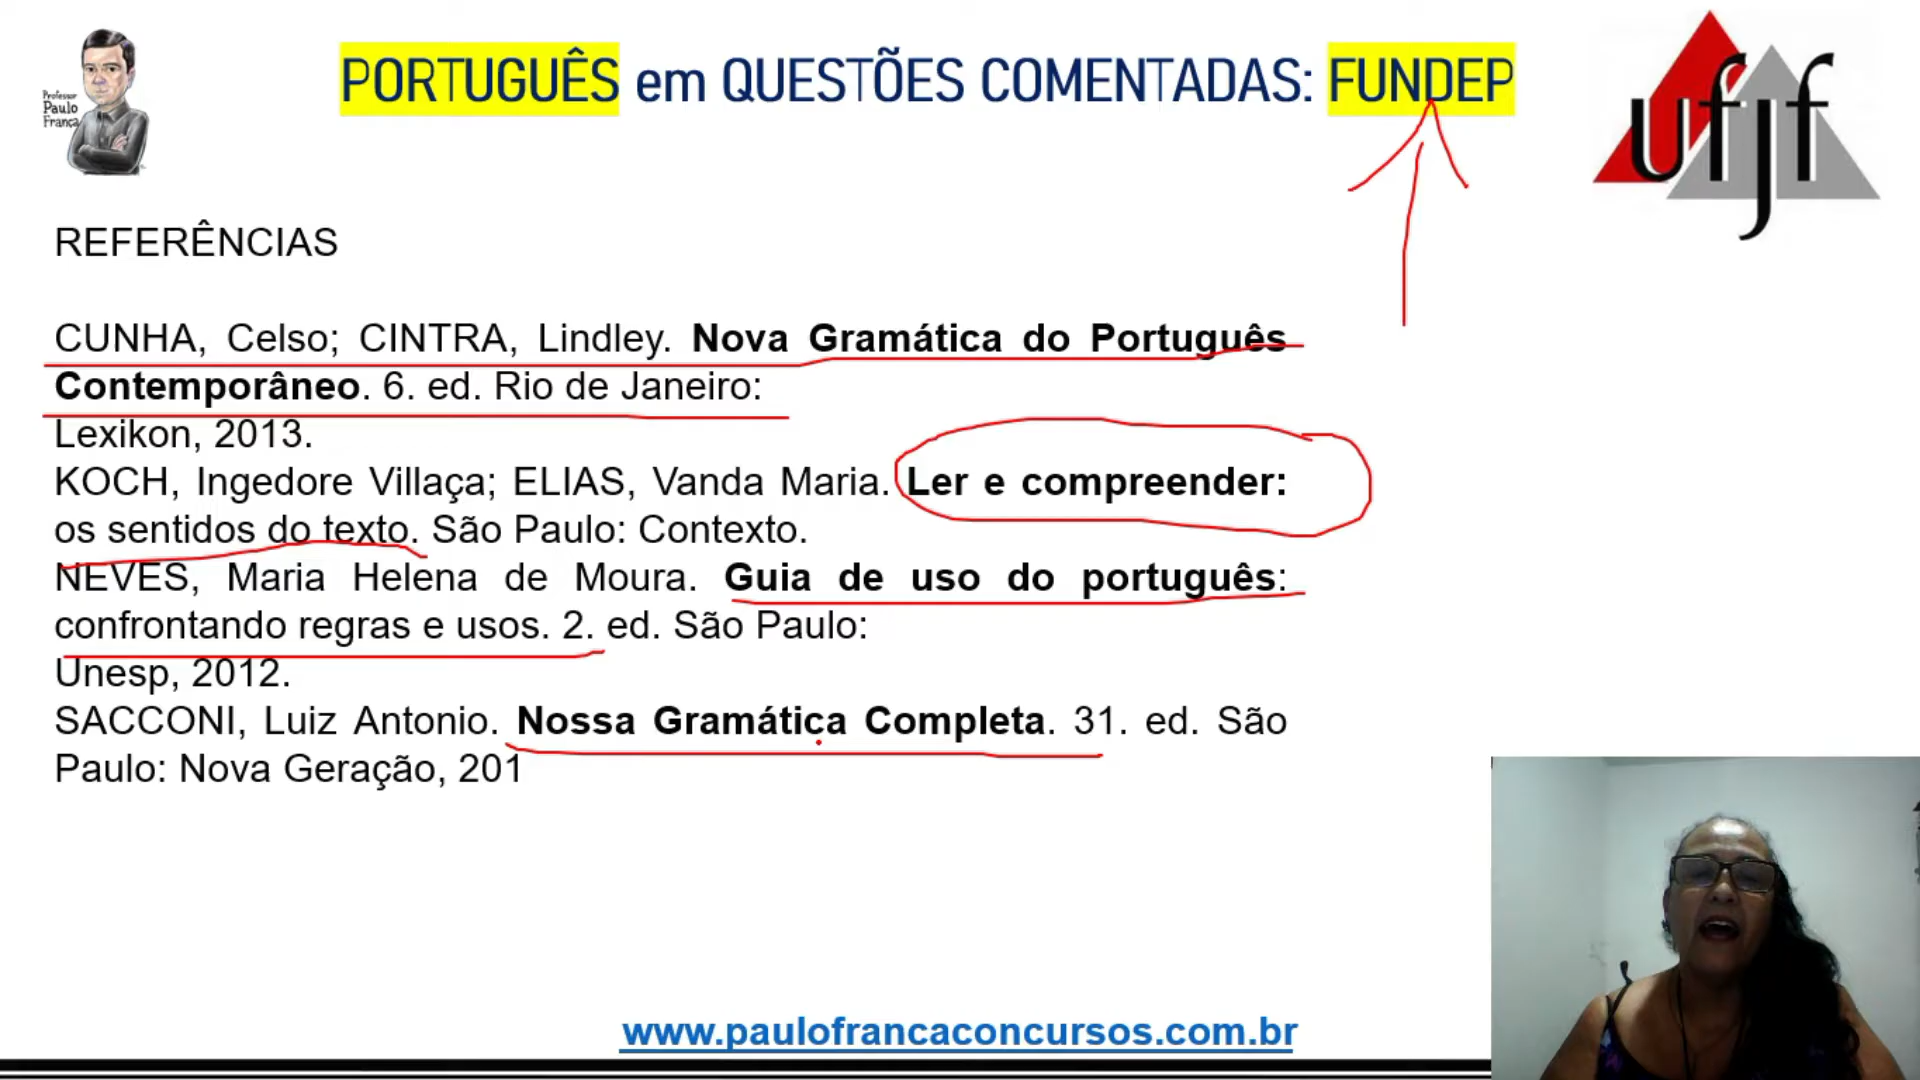 Professor
Paulo
França
PORTUGUÊS em QUESTÕES COMENTADAS: FUNDEP
ufjf
REFERÊNCIAS
CUNHA, Celso; CINTRA, Lindley. Nova Gramática do Português
Contemporâneo. 6. ed. Rio de Janeiro:
Lexikon, 2013.
KOCH, Ingedore Villaça; ELIAS, Vanda Maria. Ler e compreender:
os sentidos do texto. São Paulo: Contexto.
NEVES, Maria Helena de Moura. Guia de uso do português:
confrontando regras e usos. 2. ed. São Paulo:
Unesp, 2012.
SACCONI, Luiz Antonio. Nossa Gramática Completa. 31. ed. São
Paulo: Nova Geração, 201
www.paulofrancaconcursos.com.br